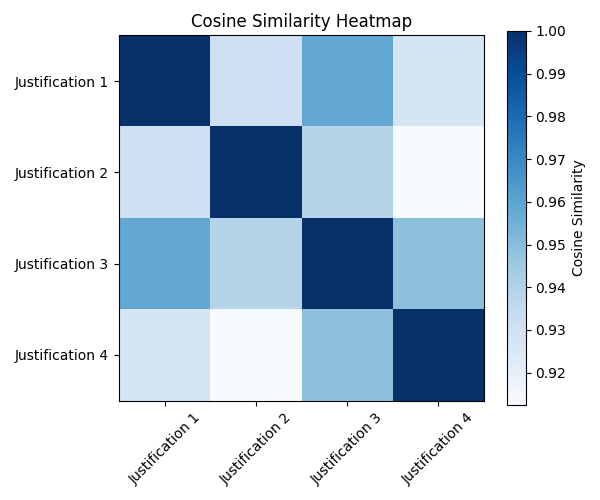 Cosine Similarity Heatmap
Justification 1
Justification 2
Justification 3
Justification 4
Justification 1
Justification 2
Justification 3
Justification 4
1.00
0.99
0.98
0.97
0.96
0.95
0.94
0.93
0.92
Cosine Similarity